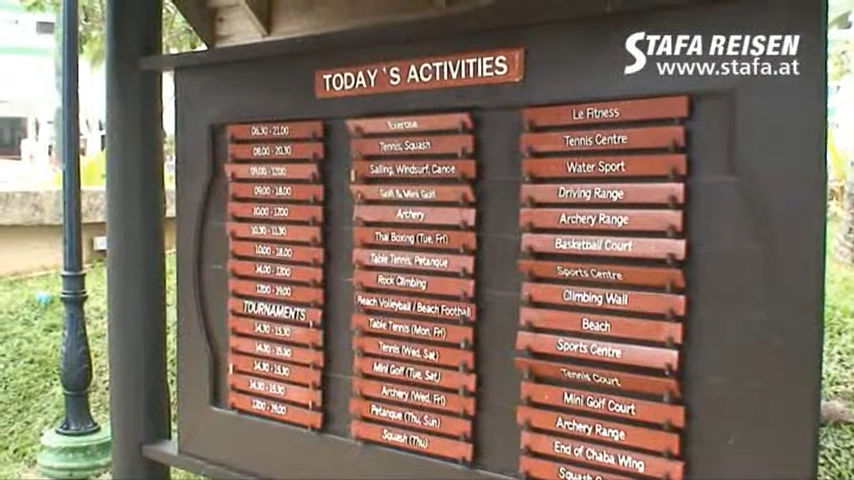 STAFA REISEN
www.stafa.at
TODAY'S ACTIVITIES
06.30 - 21.00 Exercise Le Fitness
08.00 - 20.30 Tennis, Squash Tennis Centre
09.00 - 17.00 Sailing, Windsurf, Canoe Water Sport
09.00 - 18.00 Golf & Mini Golf Driving Range
10.00 - 17.00 Archery Archery Range
10.30 - 11.30 Thai Boxing (Tue, Fri) Basketball Court
10.00 - 18.00 Table Tennis, Petanque Sports Centre
14.00 - 17.00 Rock Climbing Climbing Wall
17.00 - 19.00 Beach Volleyball / Beach Football Beach
TOURNAMENTS Table Tennis (Mon, Fri) Sports Centre
14.30 - 15.30 Tennis (Wed, Sat) Tennis Court
14.30 - 15.30 Mini Golf (Tue, Sat) Mini Golf Court
14.30 - 15.30 Archery (Wed, Fri) Archery Range
14.30 - 15.30 Petanque (Thu, Sun) End of Chaba Wing
17.00 - 19.00 Squash (Thu) Squash